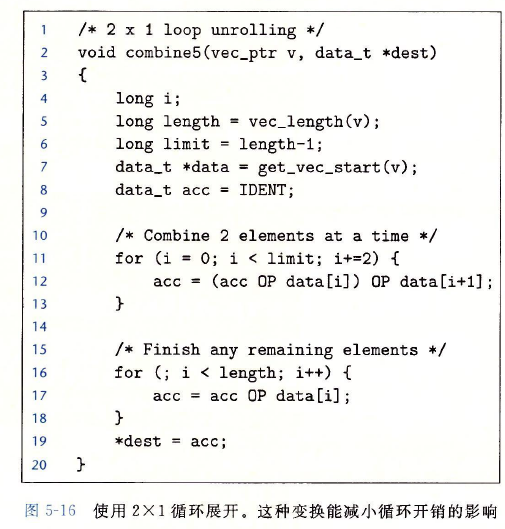 1 /* 2 x 1 loop unrolling */
2 void combine5(vec_ptr v, data_t *dest)
3 {
4     long i;
5     long length = vec_length(v);
6     long limit = length-1;
7     data_t *data = get_vec_start(v);
8     data_t acc = IDENT;
9
10     /* Combine 2 elements at a time */
11     for (i = 0; i < limit; i+=2) {
12         acc = (acc OP data[i]) OP data[i+1];
13     }
14
15     /* Finish any remaining elements */
16     for (; i < length; i++) {
17         acc = acc OP data[i];
18     }
19     *dest = acc;
20 }
图 5-16 使用 2×1 循环展开。这种变换能减小循环开销的影响